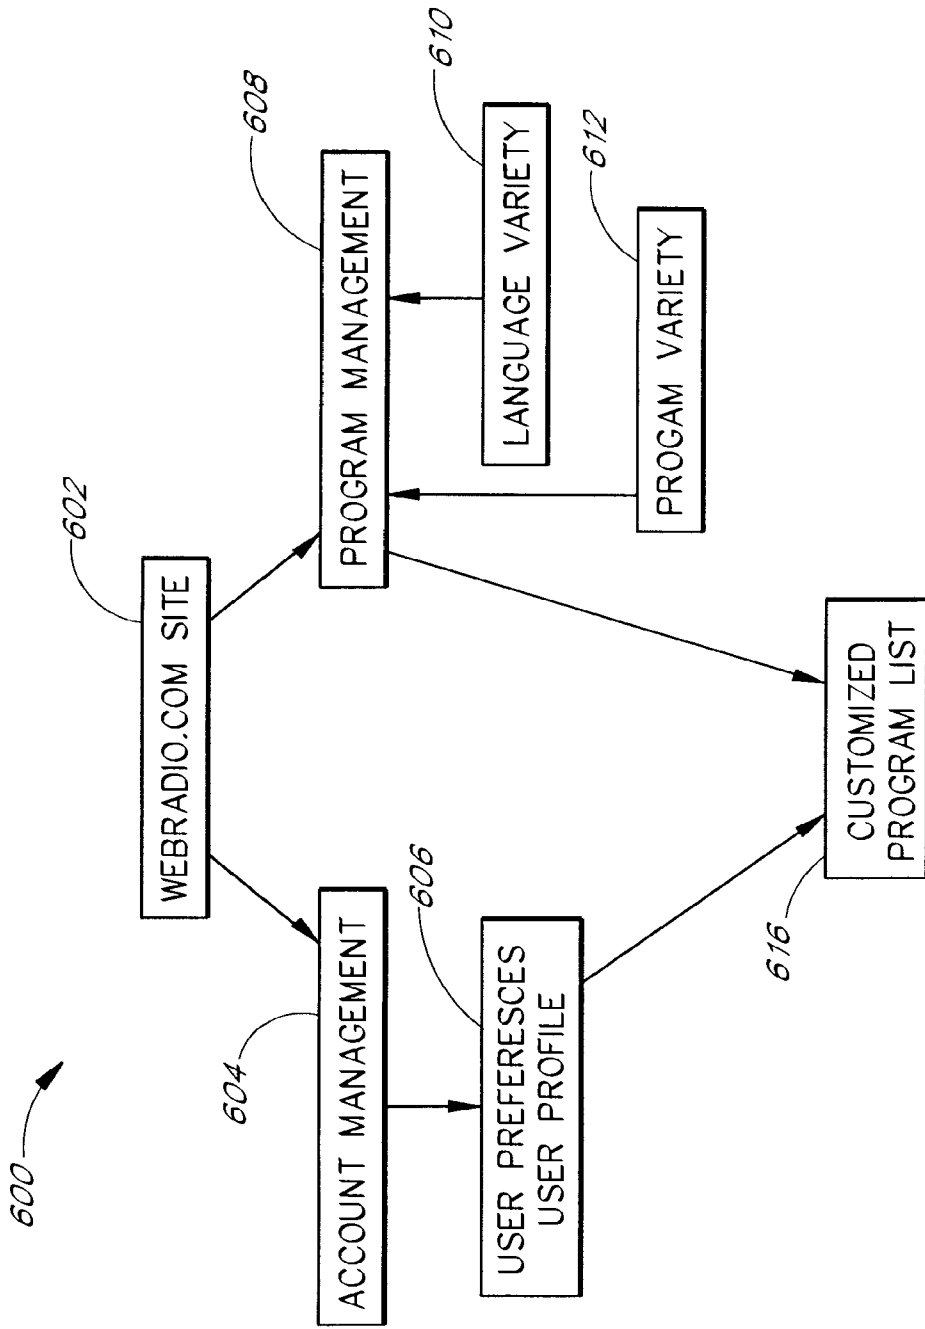 600
602
WEBRADIO.COM SITE
604
ACCOUNT MANAGEMENT
608
PROGRAM MANAGEMENT
606
USER PREFERESCES
USER PROFILE
610
LANGUAGE VARIETY
612
PROGAM VARIETY
616
CUSTOMIZED
PROGRAM LIST